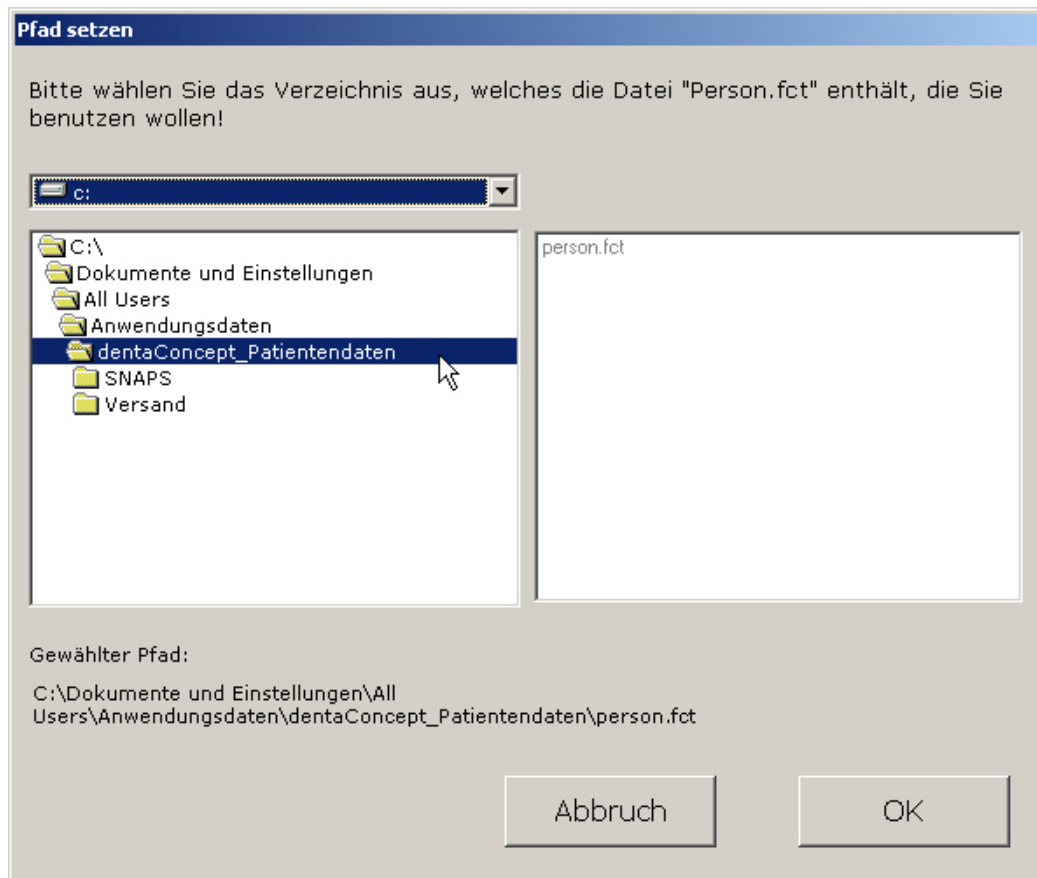 Pfad setzen
Bitte wählen Sie das Verzeichnis aus, welches die Datei "Person.fct" enthält, die Sie
benutzen wollen!
c:
C:\
Dokumente und Einstellungen
All Users
Anwendungsdaten
dentaConcept_Patientendaten
SNAPS
Versand
person.fct
Gewählter Pfad:
C:\Dokumente und Einstellungen\All
Users\Anwendungsdaten\dentaConcept_Patientendaten\person.fct
Abbruch
OK